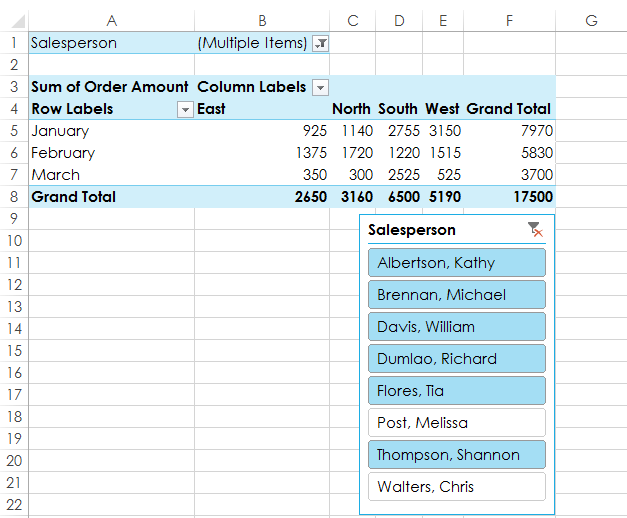 A B C D E F G
1 Salesperson (Multiple Items)
2
3 Sum of Order Amount Column Labels
4 Row Labels East North South West Grand Total
5 January 925 1140 2755 3150 7970
6 February 1375 1720 1220 1515 5830
7 March 350 300 2525 525 3700
8 Grand Total 2650 3160 6500 5190 17500
9
10 Salesperson
11 Albertson, Kathy
12 Brennan, Michael
13
14 Davis, William
15 Dumlao, Richard
16
17 Flores, Tia
18 Post, Melissa
19
20 Thompson, Shannon
21 Walters, Chris
22